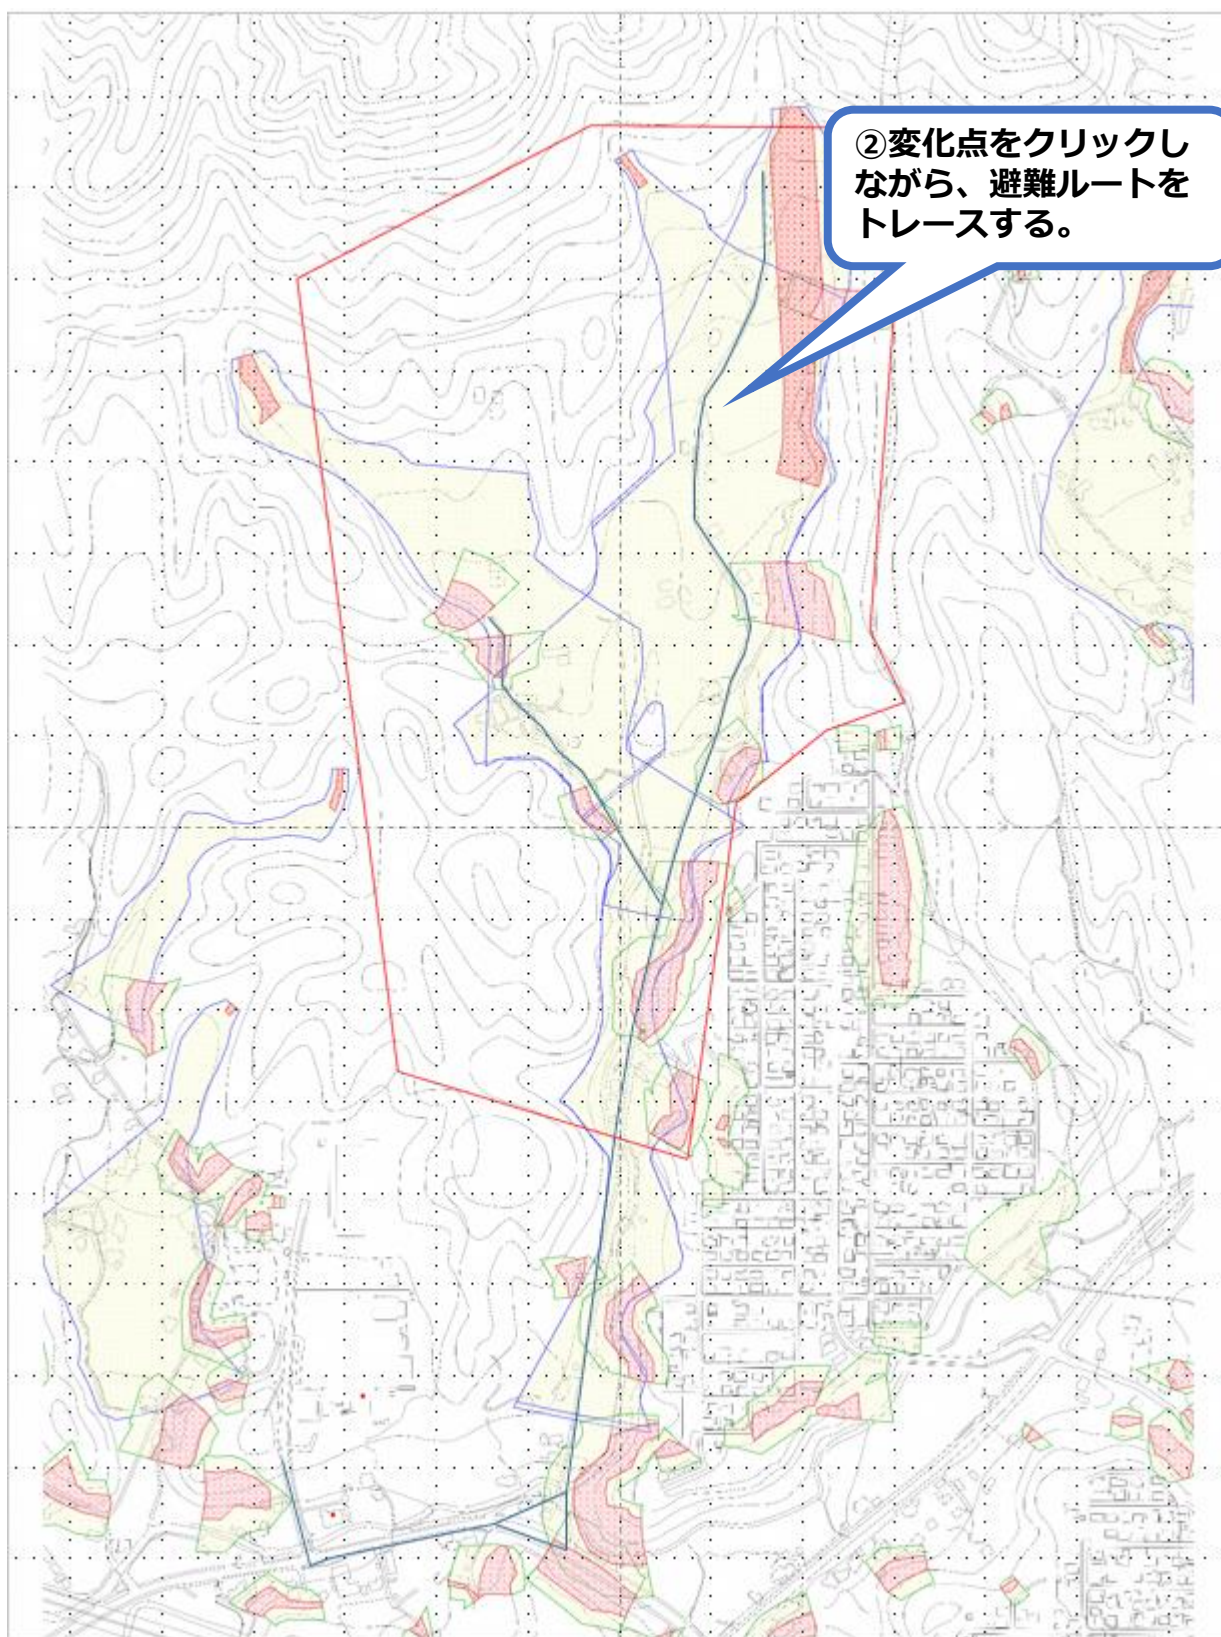 ②変化点をクリックし
ながら、避難ルートを
トレースする。